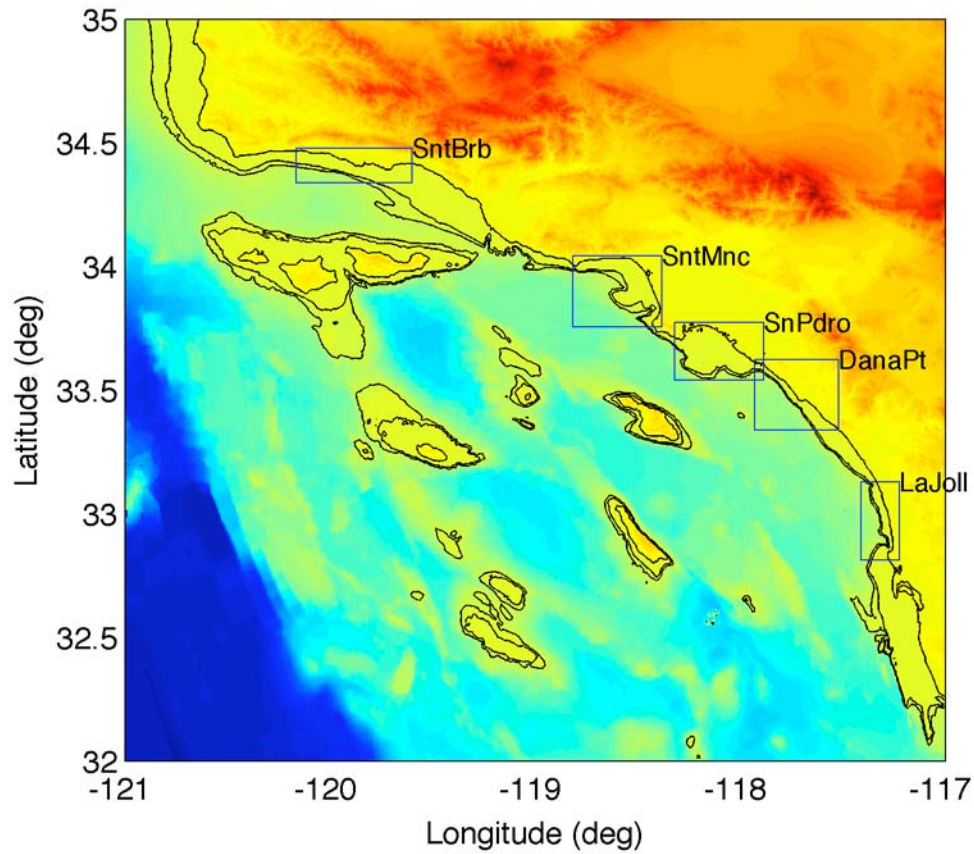 35
34.5
34
33.5
33
32.5
32
Latitude (deg)
SntBrb
SntMnc
SnPdro
DanaPt
LaJoll
-121
-120
-119
-118
-117
Longitude (deg)